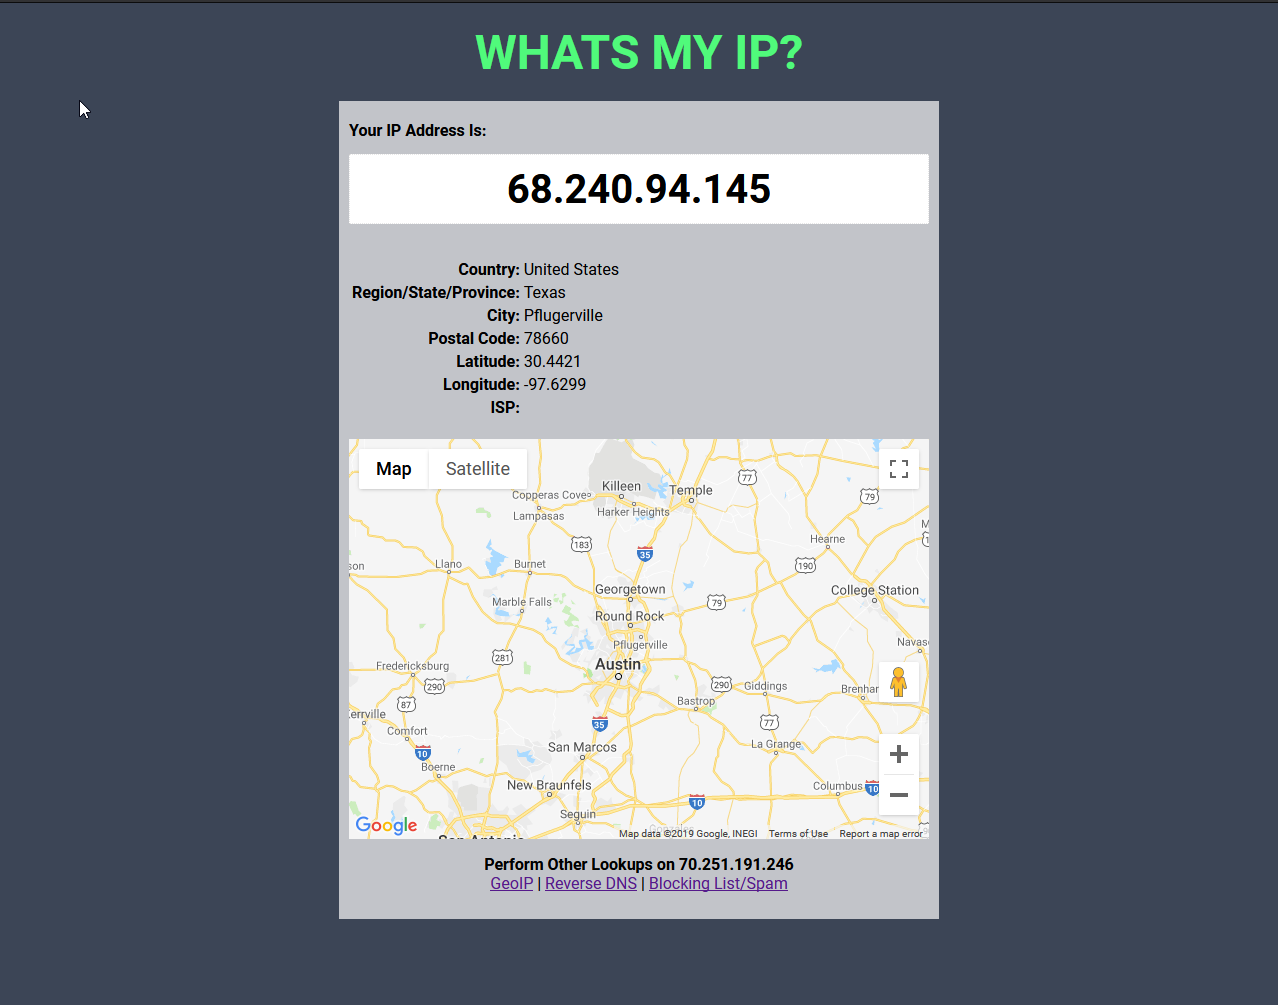 WHATS MY IP?
Your IP Address Is:
68.240.94.145
Country: United States
Region/State/Province: Texas
City: Pflugerville
Postal Code: 78660
Latitude: 30.4421
Longitude: -97.6299
ISP:
Map Satellite
Killeen
Temple
77
Copperas Cove
79
Lampasas
Harker Heights
183
Hearne
35
190
Llano
Burnet
Georgetown
College Station
Marble Falls
79
Round Rock
Pflugerville
Navas
281
Austin
Fredericksburg
290
290
Giddings
Brenhar
87
Bastrop
errville
35
77
Comfort
10
San Marcos
La Grange
Boerne
New Braunfels
Columbus
10
10
Seguin
Google
Map data ©2019 Google, INEGI Terms of Use Report a map error
Perform Other Lookups on 70.251.191.246
GeoIP | Reverse DNS | Blocking List/Spam